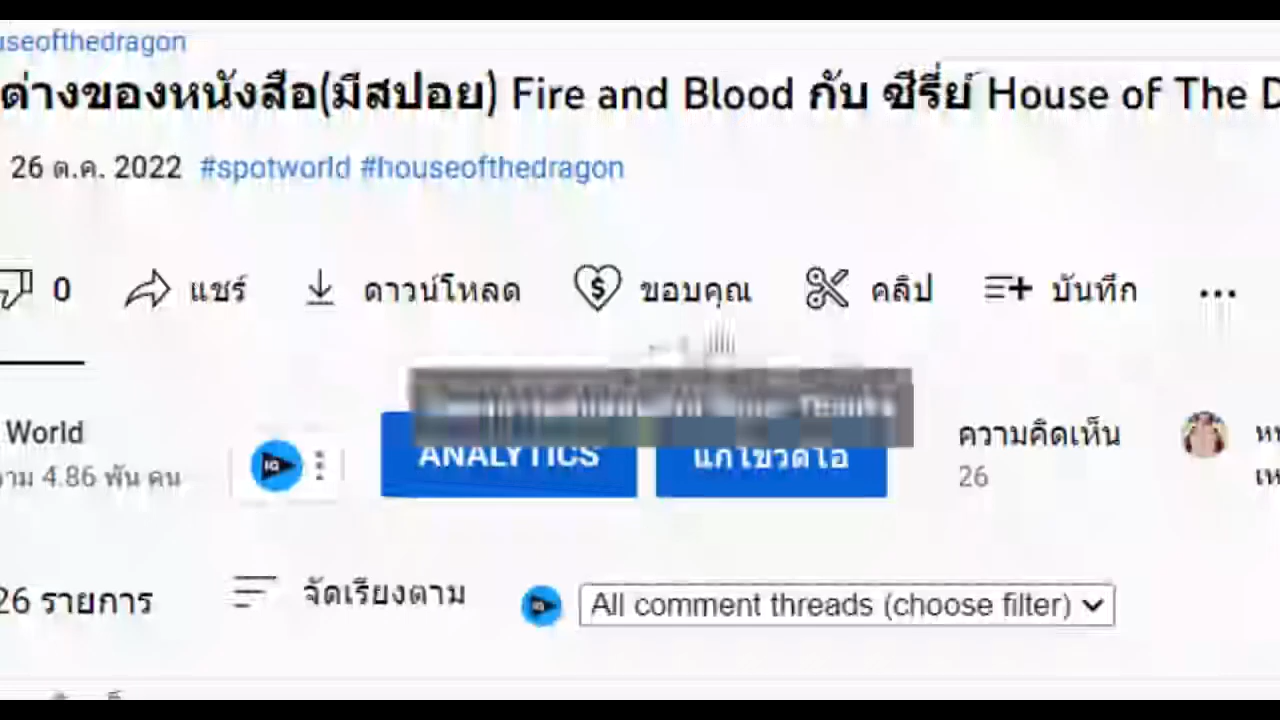 useofthedragon
ต่างของหนังสือ(มีสปอย) Fire and Blood กับ ซีรี่ย์ House of The D
26 ต.ค. 2022 #spotworld #houseofthedragon
0 แชร์ ดาวน์โหลด ขอบคุณ คลิป บันทึก ...
World ANALYTICS แก้ไขวิดีโอ ความคิดเห็น
4.86 พัน คน 26
26 รายการ จัดเรียงตาม All comment threads (choose filter)